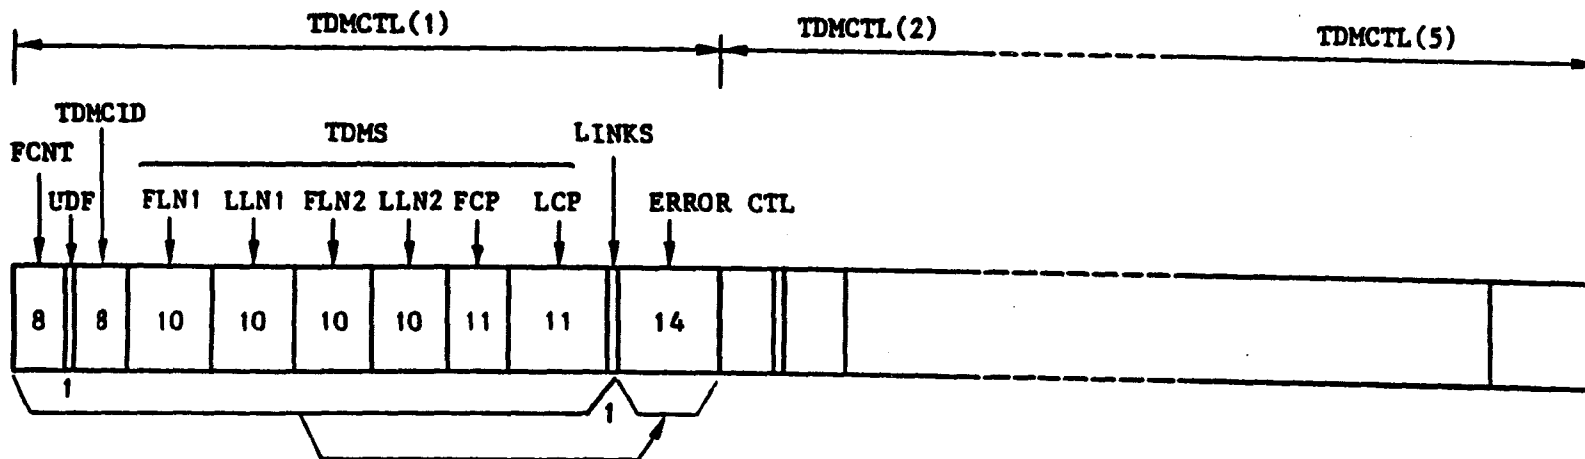 TDMCTL(1) TDMCTL(2) TDMCTL(5)
TDMCID
TDMS LINKS
FCNT
UDF FLN1 LLN1 FLN2 LLN2 FCP LCP ERROR CTL
8 8 10 10 10 10 11 11 14
1 1